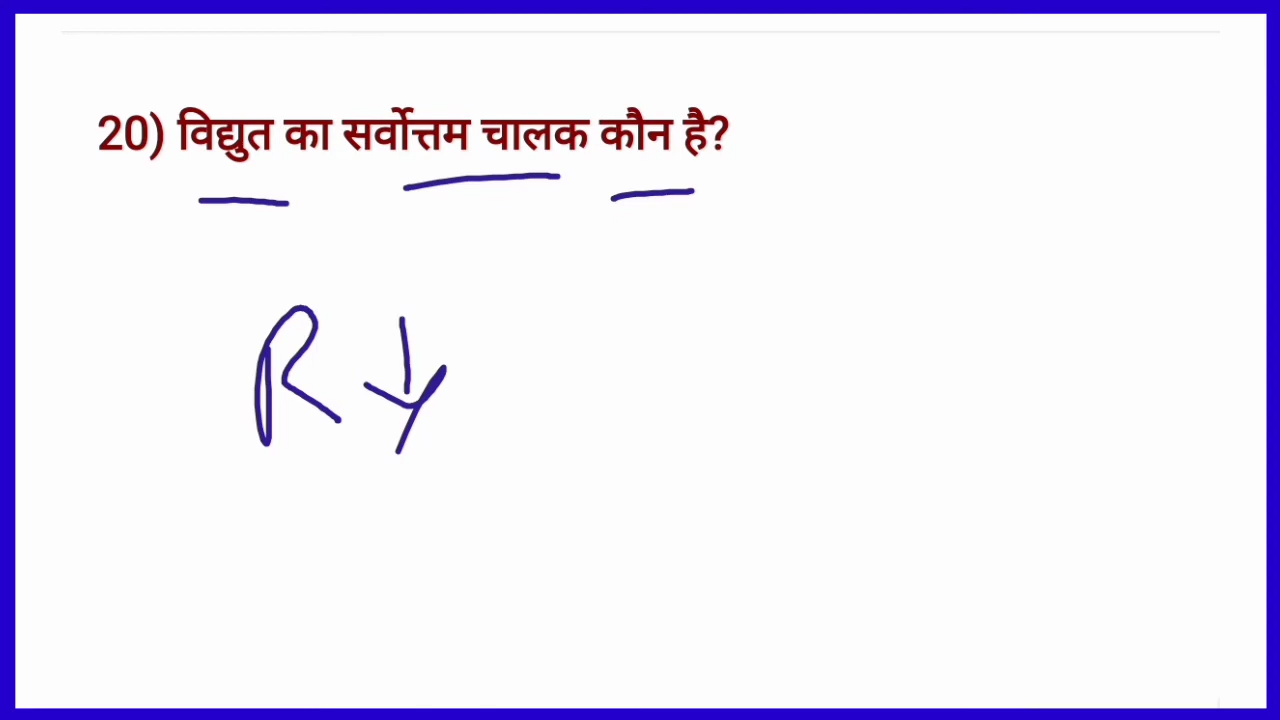 20) विद्युत का सर्वोत्तम चालक कौन है?
R ↓